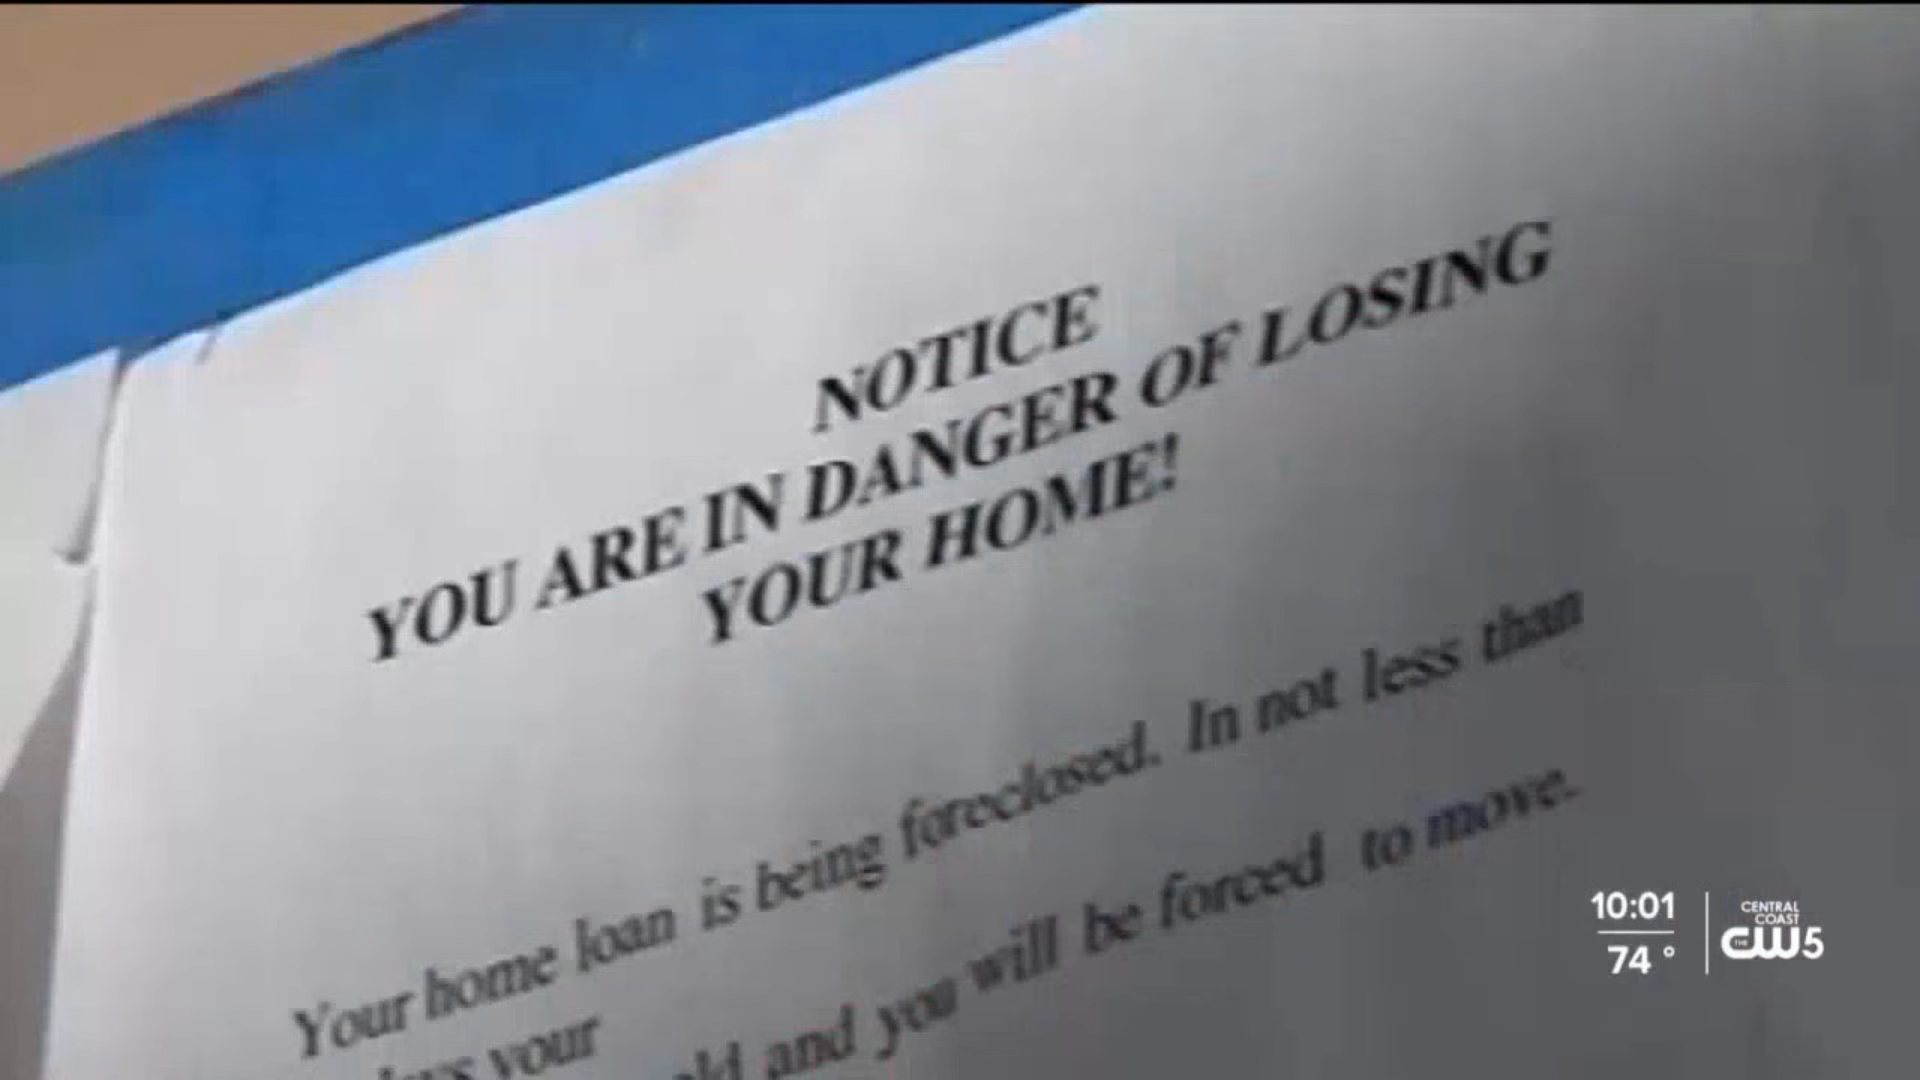 NOTICE
YOU ARE IN DANGER OF LOSING
YOUR HOME!
Your home loan is being foreclosed. In not less than
your
and you will be forced to move.
10:01
74°
CENTRAL
COAST
THE
CW5